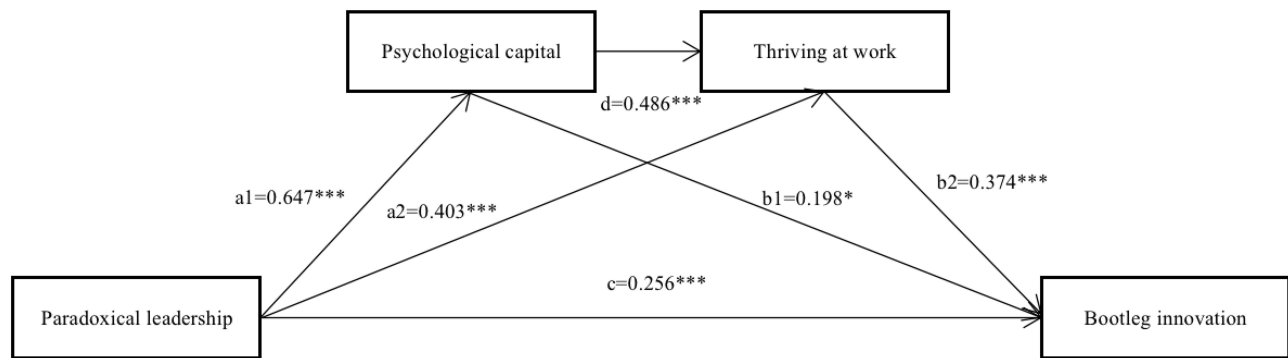 Psychological capital
Thriving at work
d=0.486***
a1=0.647***
a2=0.403***
b1=0.198*
b2=0.374***
c=0.256***
Paradoxical leadership
Bootleg innovation